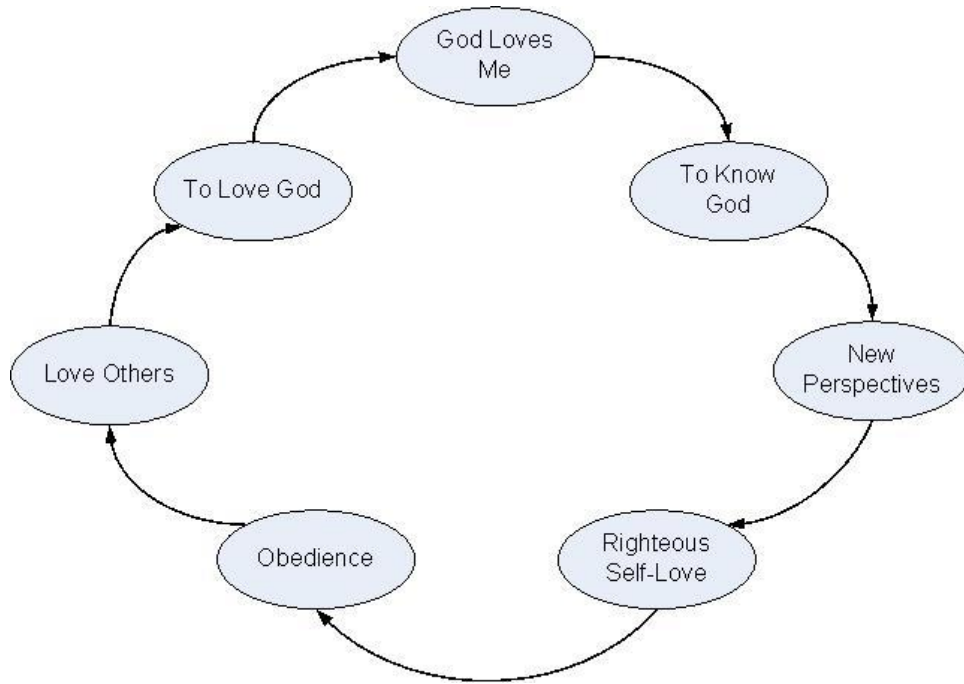 God Loves
Me
To Know
God
New
Perspectives
Righteous
Self-Love
Obedience
Love Others
To Love God